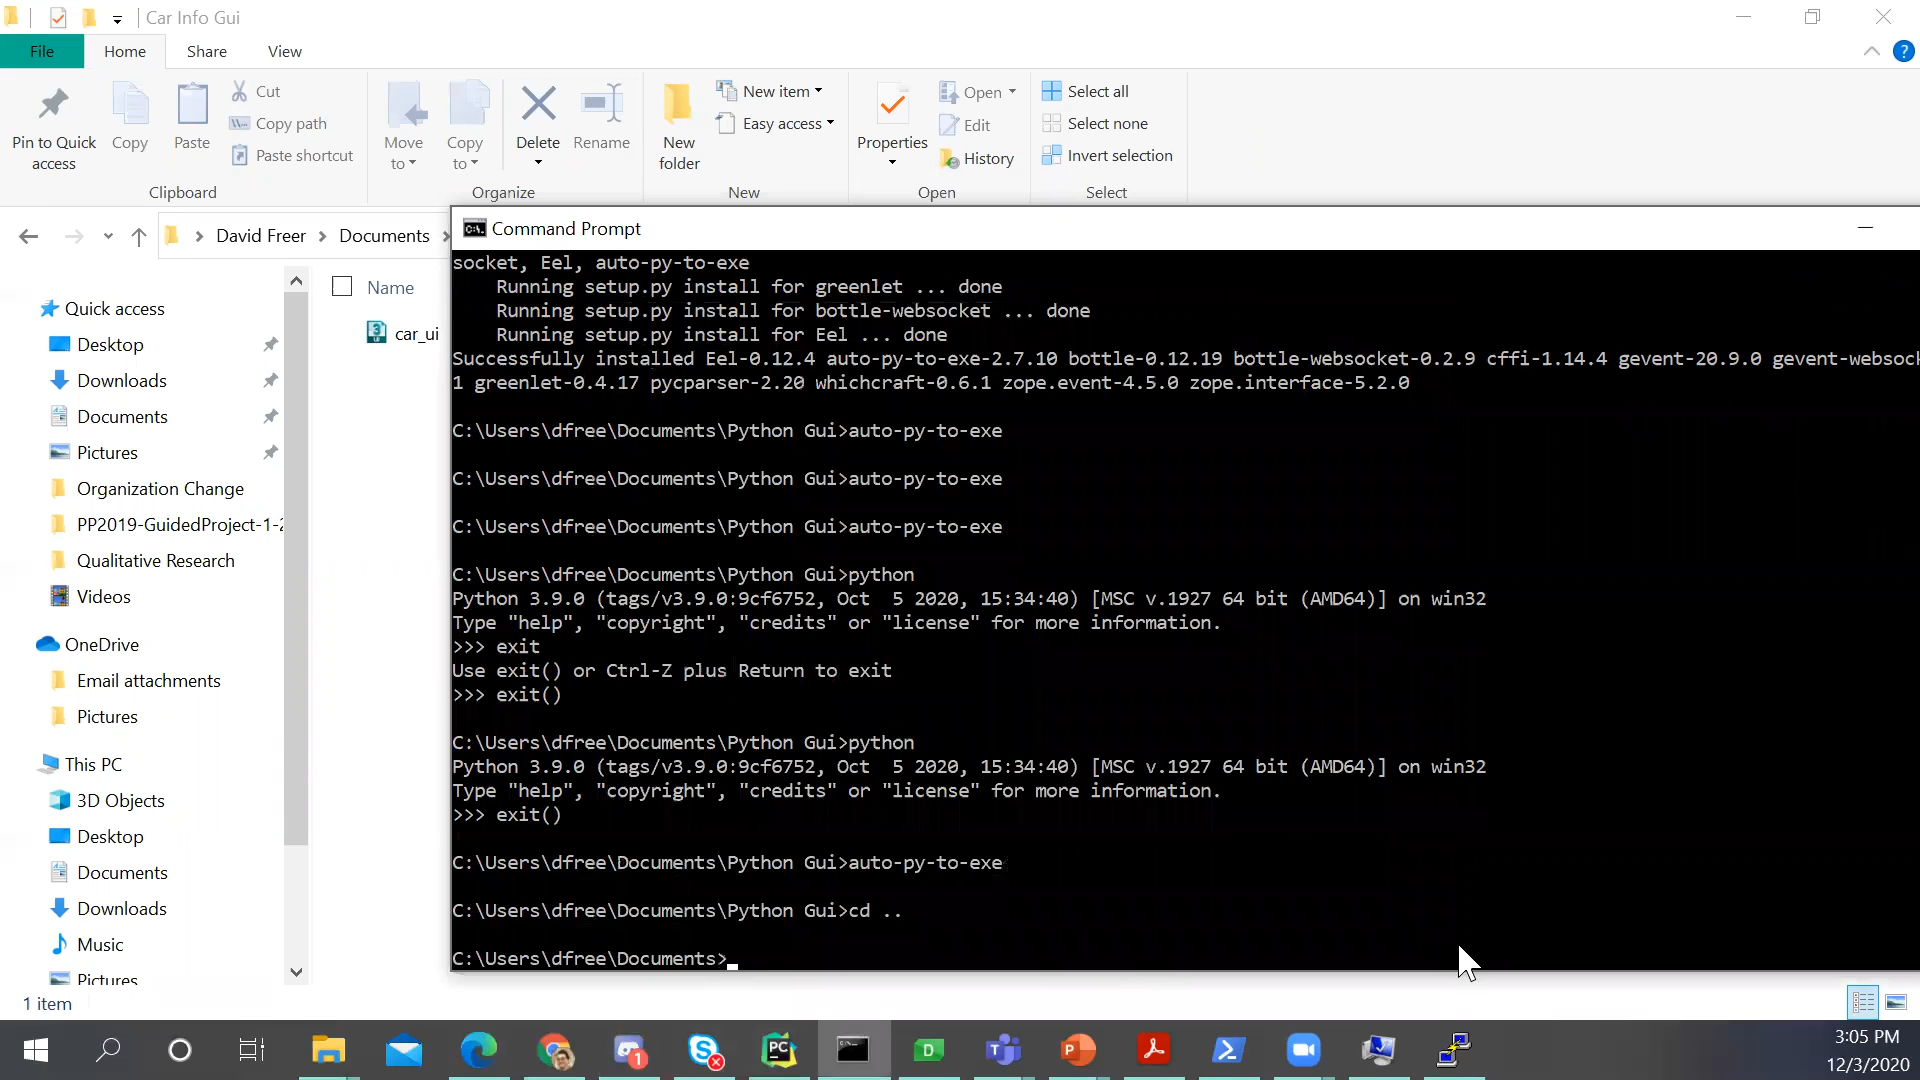 Car Info Gui
File Home Share View
Pin to Quick access
Copy
Paste
Cut
Copy path
Paste shortcut
Clipboard
Move to
Copy to
Delete
Rename
Organize
New folder
New item
Easy access
New
Properties
Open
Edit
History
Open
Select all
Select none
Invert selection
Select
David Freer > Documents >
Command Prompt
Name
car_ui
Quick access
Desktop
Downloads
Documents
Pictures
Organization Change
PP2019-GuidedProject-1-2
Qualitative Research
Videos
OneDrive
Email attachments
Pictures
This PC
3D Objects
Desktop
Documents
Downloads
Music
Pictures
1 item
socket, Eel, auto-py-to-exe
Running setup.py install for greenlet ... done
Running setup.py install for bottle-websocket ... done
Running setup.py install for Eel ... done
Successfully installed Eel-0.12.4 auto-py-to-exe-2.7.10 bottle-0.12.19 bottle-websocket-0.2.9 cffi-1.14.4 gevent-20.9.0 gevent-websoc
1 greenlet-0.4.17 pycparser-2.20 whichcraft-0.6.1 zope.event-4.5.0 zope.interface-5.2.0
C:\Users\dfree\Documents\Python Gui>auto-py-to-exe
C:\Users\dfree\Documents\Python Gui>auto-py-to-exe
C:\Users\dfree\Documents\Python Gui>auto-py-to-exe
C:\Users\dfree\Documents\Python Gui>python
Python 3.9.0 (tags/v3.9.0:9cf6752, Oct  5 2020, 15:34:40) [MSC v.1927 64 bit (AMD64)] on win32
Type "help", "copyright", "credits" or "license" for more information.
>>> exit
Use exit() or Ctrl-Z plus Return to exit
>>> exit()
C:\Users\dfree\Documents\Python Gui>python
Python 3.9.0 (tags/v3.9.0:9cf6752, Oct  5 2020, 15:34:40) [MSC v.1927 64 bit (AMD64)] on win32
Type "help", "copyright", "credits" or "license" for more information.
>>> exit()
C:\Users\dfree\Documents\Python Gui>auto-py-to-exe
C:\Users\dfree\Documents\Python Gui>cd ..
C:\Users\dfree\Documents>
3:05 PM
12/3/2020